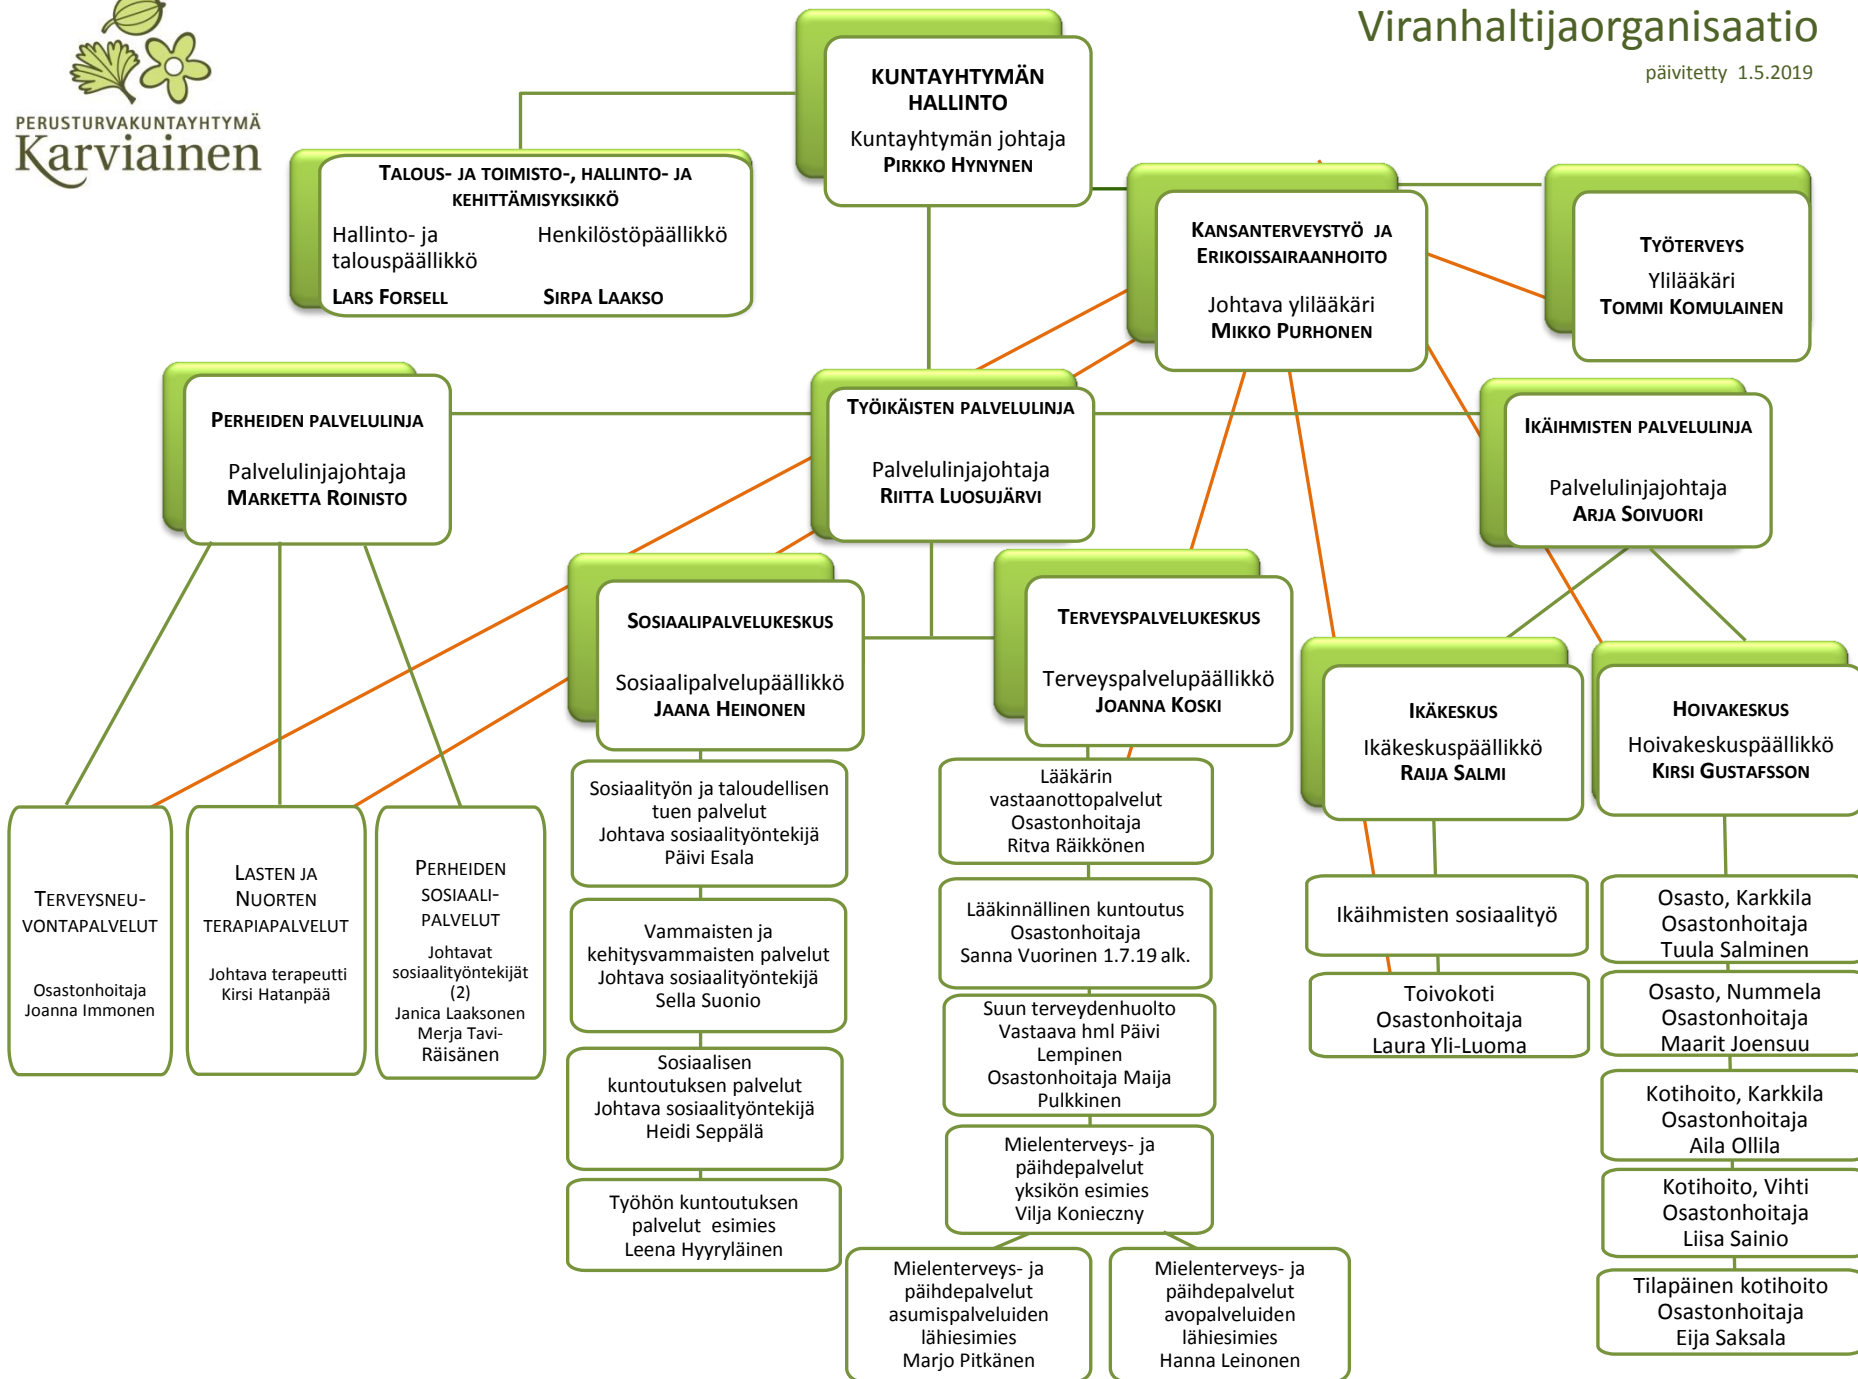 PERUSTURVAKUNTAYHTYMÄ
Karviainen
Viranhaltijaorganisaatio
päivitetty 1.5.2019
KUNTAYHTYMÄN
HALLINTO
Kuntayhtymän johtaja
PIRKKO HYNYNEN
TALOUS- JA TOIMISTO-, HALLINTO- JA
KEHITTÄMISYKSIKKÖ
Hallinto- ja
talouspäällikkö
LARS FORSELL
Henkilöstöpäällikkö
SIRPA LAAKSO
KANSANTERVEYSTYÖ JA
ERIKOISSAIRAANHOITO
Johtava ylilääkäri
MIKKO PURHONEN
TYÖTERVEYS
Ylilääkäri
TOMMI KOMULAINEN
PERHEIDEN PALVELULINJA
Palvelulinjajohtaja
MARKETTA ROINISTO
TYÖIKÄISTEN PALVELULINJA
Palvelulinjajohtaja
RIITTA LUOSUJÄRVI
IKÄIHMISTEN PALVELULINJA
Palvelulinjajohtaja
ARJA SOIVUORI
SOSIAALIPALVELUKESKUS
Sosiaalipalvelupäällikkö
JAANA HEINONEN
TERVEYSPALVELUKESKUS
Terveyspalvelupäällikkö
JOANNA KOSKI
IKÄKESKUS
Ikäkeskuspäällikkö
RAIJA SALMI
HOIVAKESKUS
Hoivakeskuspäällikkö
KIRSI GUSTAFSSON
TERVEYSNEU-
VONTAPALVELUT
Osastonhoitaja
Joanna Immonen
LASTEN JA
NUORTEN
TERAPIAPALVELUT
Johtava terapeutti
Kirsi Hatanpää
PERHEIDEN
SOSIAALI-
PALVELUT
Johtavat
sosiaalityöntekijät
(2)
Janica Laaksonen
Merja Tavi-
Räisänen
Sosiaalityön ja taloudellisen
tuen palvelut
Johtava sosiaalityöntekijä
Päivi Esala
Vammaisten ja
kehitysvammaisten palvelut
Johtava sosiaalityöntekijä
Sella Suonio
Sosiaalisen
kuntoutuksen palvelut
Johtava sosiaalityöntekijä
Heidi Seppälä
Työhön kuntoutuksen
palvelut esimies
Leena Hyyryläinen
Lääkärin
vastaanottopalvelut
Osastonhoitaja
Ritva Räikkönen
Lääkinnällinen kuntoutus
Osastonhoitaja
Sanna Vuorinen 1.7.19 alk.
Suun terveydenhuolto
Vastaava hml Päivi
Lempinen
Osastonhoitaja Maija
Pulkkinen
Mielenterveys- ja
päihdepalvelut
yksikön esimies
Vilja Konieczny
Mielenterveys- ja
päihdepalvelut
asumispalveluiden
lähiesimies
Marjo Pitkänen
Mielenterveys- ja
päihdepalvelut
avopalveluiden
lähiesimies
Hanna Leinonen
Ikäihmisten sosiaalityö
Toivokoti
Osastonhoitaja
Laura Yli-Luoma
Osasto, Karkkila
Osastonhoitaja
Tuula Salminen
Osasto, Nummela
Osastonhoitaja
Maarit Joensuu
Kotihoito, Karkkila
Osastonhoitaja
Aila Ollila
Kotihoito, Vihti
Osastonhoitaja
Liisa Sainio
Tilapäinen kotihoito
Osastonhoitaja
Eija Saksala